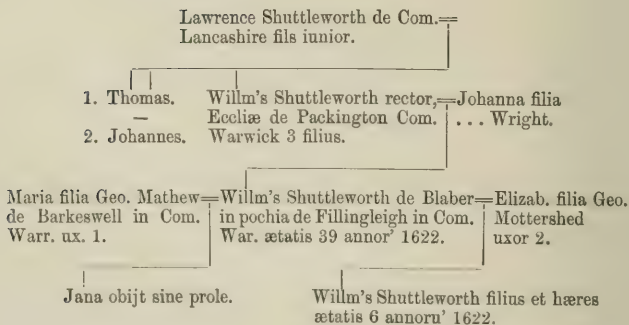 Lawrence Shuttleworth de Com.=
Lancashire fils iunior.
1. Thomas.
—
2. Johannes.
Willm's Shuttleworth rector,=Johanna filia
Eccliæ de Packington Com. . . . Wright.
Warwick 3 filius.
Maria filia Geo. Mathew=Willm's Shuttleworth de Blaber=Elizab. filia Geo.
de Barkeswell in Com. in pochia de Fillingleigh in Com. Mottershed
Warr. ux. 1. War. ætatis 39 annor' 1622. uxor 2.
Jana obijt sine prole.
Willm's Shuttleworth filius et hæres
ætatis 6 annoru' 1622.